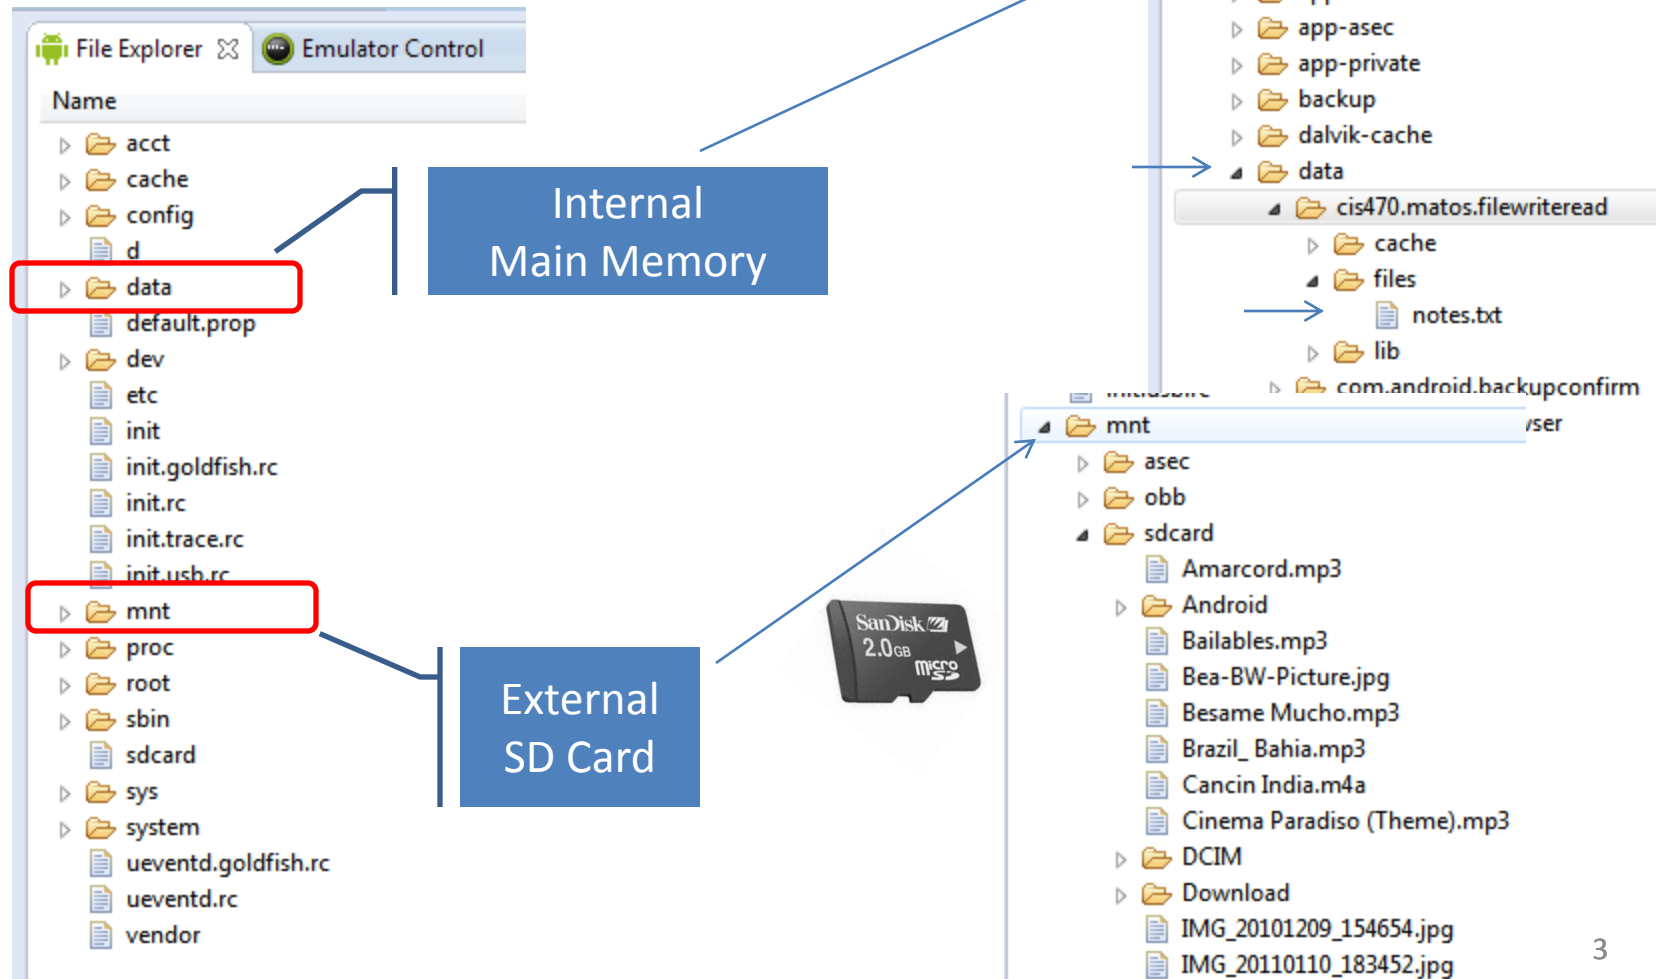 File Explorer
Emulator Control
Name
acct
cache
config
d
data
default.prop
dev
etc
init
init.goldfish.rc
init.rc
init.trace.rc
init.usb.rc
mnt
proc
root
sbin
sdcard
sys
system
ueventd.goldfish.rc
ueventd.rc
vendor
Internal
Main Memory
External
SD Card
SanDisk
2.0GB
micro
app-asec
app-private
backup
dalvik-cache
data
cis470.matos.filewriteread
cache
files
notes.txt
lib
com.android.backupconfirm
mnt
asec
obb
sdcard
Amarcord.mp3
Android
Bailables.mp3
Bea-BW-Picture.jpg
Besame Mucho.mp3
Brazil_ Bahia.mp3
Cancin India.m4a
Cinema Paradiso (Theme).mp3
DCIM
Download
IMG_20101209_154654.jpg
IMG_20110110_183452.jpg
3